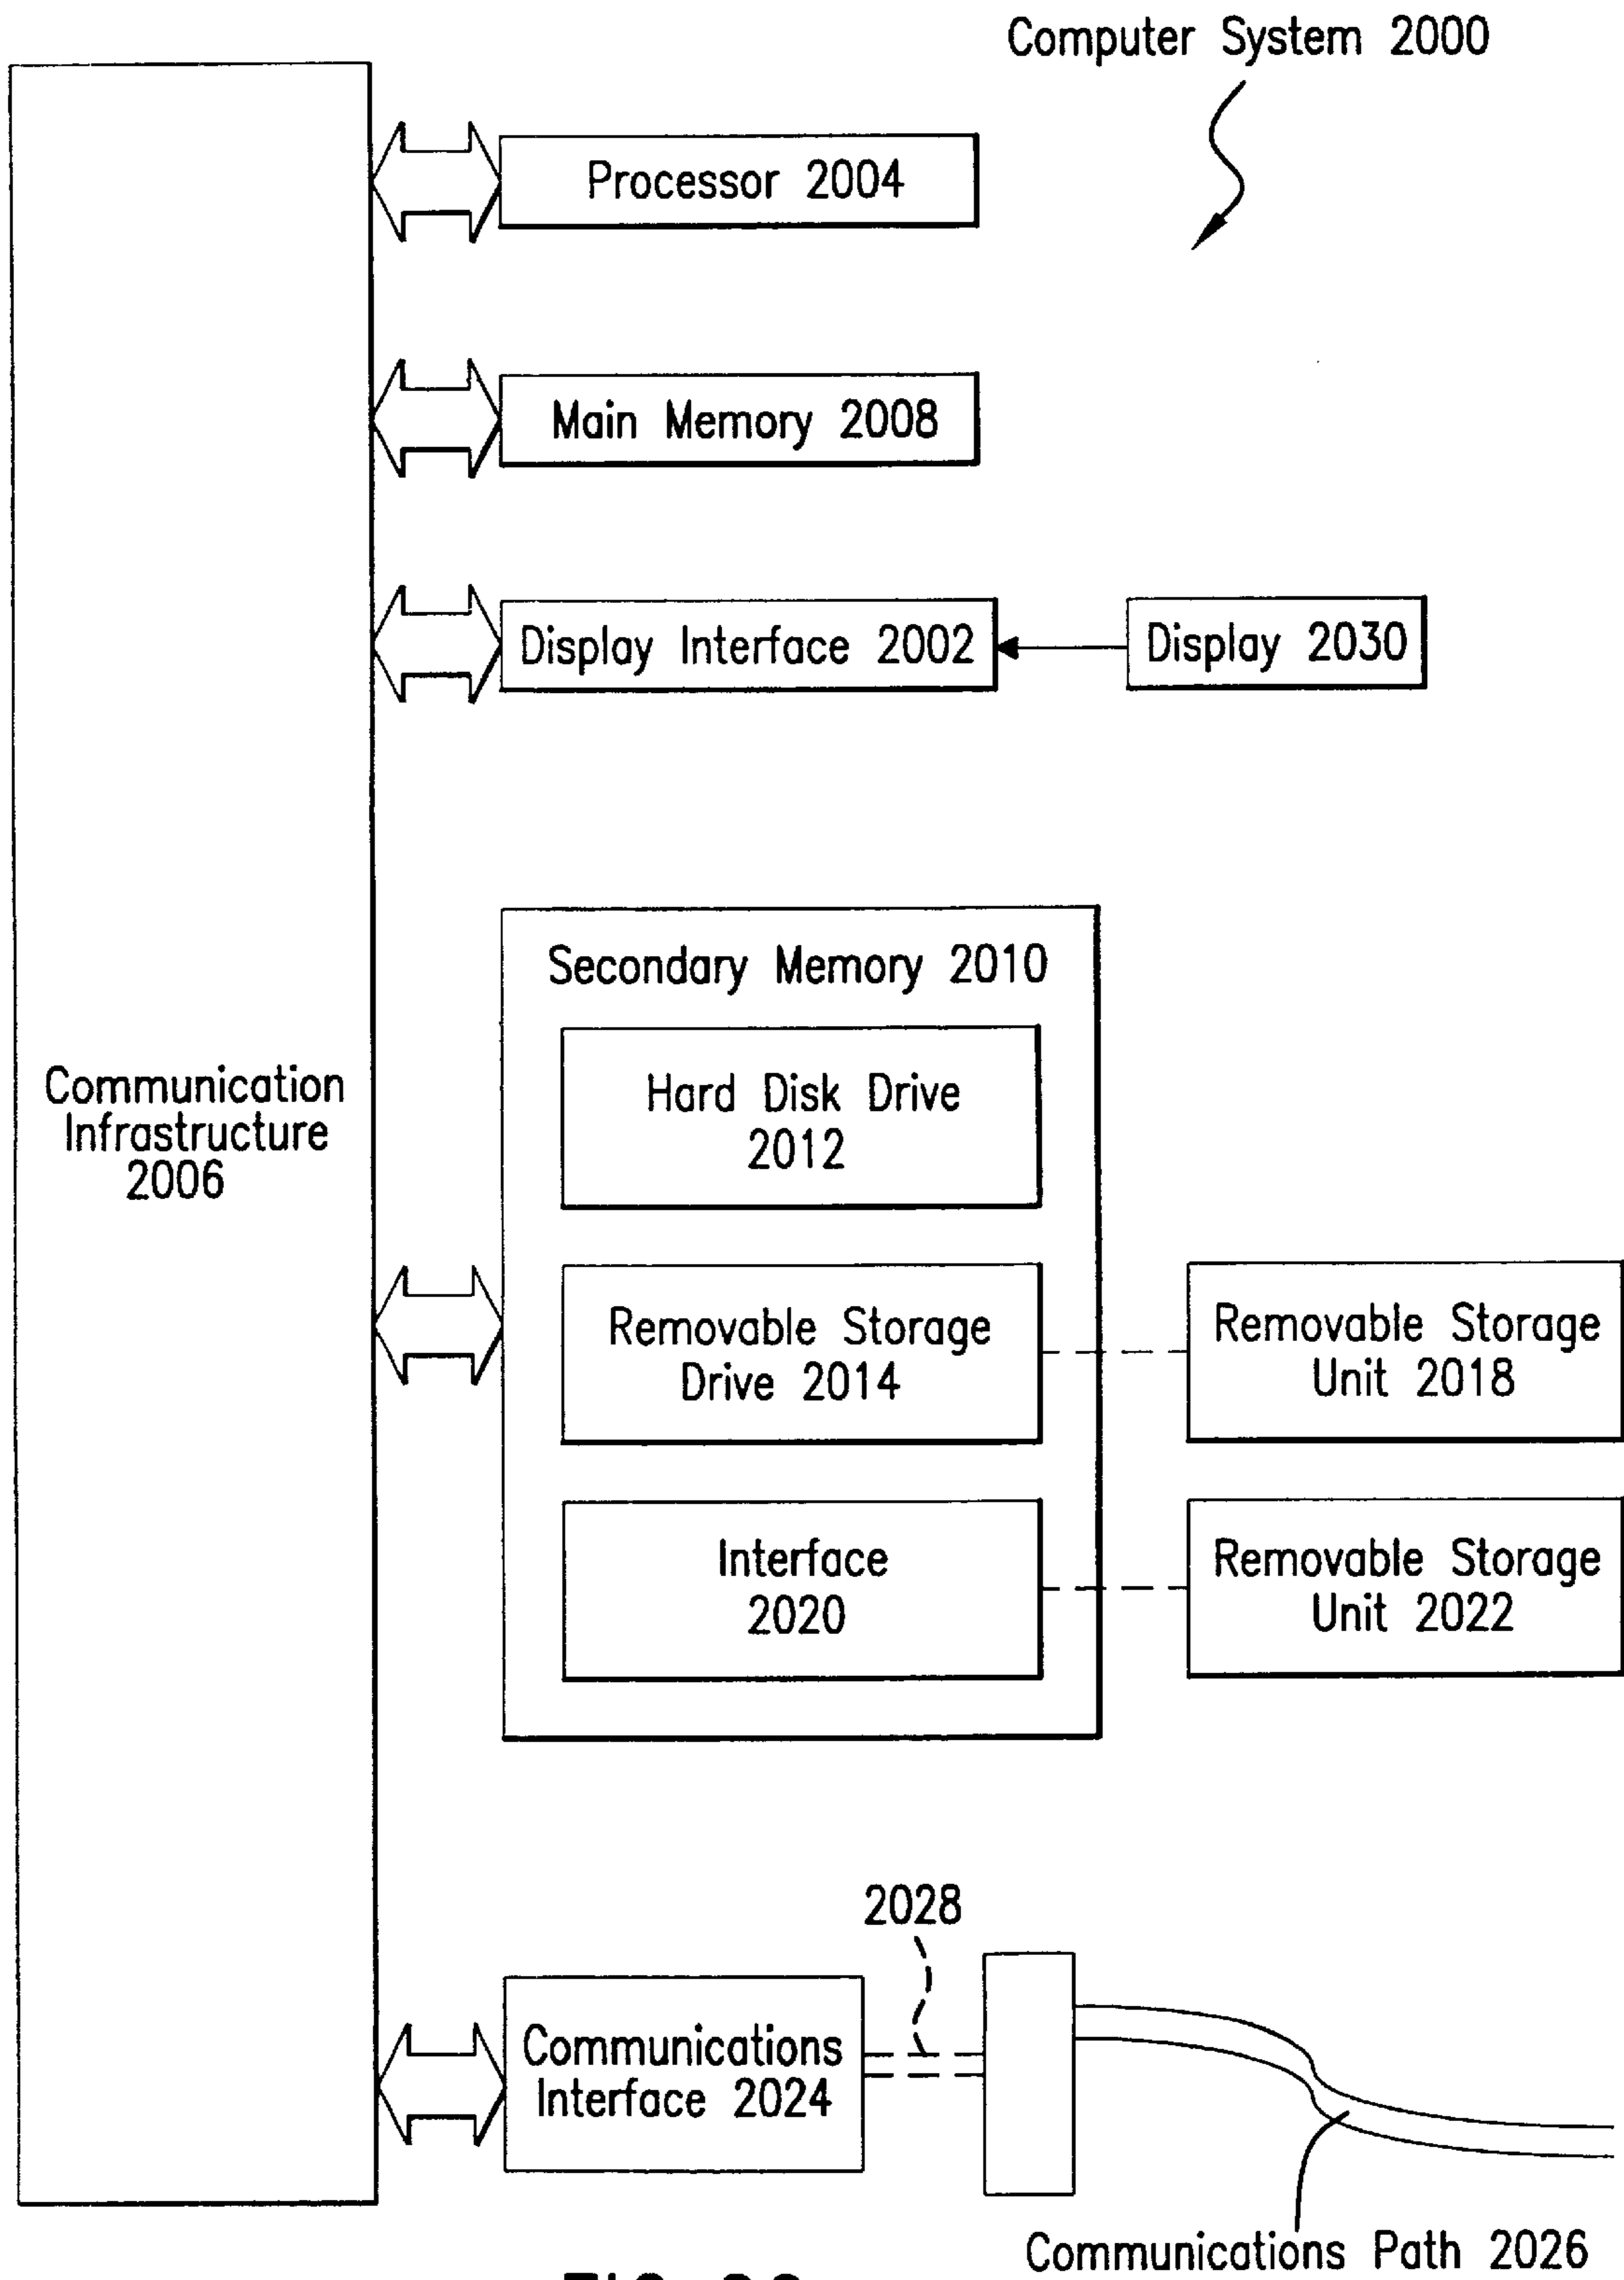 Computer System 2000
Processor 2004
Main Memory 2008
Display Interface 2002
Display 2030
Secondary Memory 2010
Hard Disk Drive
2012
Communication
Infrastructure
2006
Removable Storage
Drive 2014
Removable Storage
Unit 2018
Interface
2020
Removable Storage
Unit 2022
2028
Communications
Interface 2024
Communications Path 2026